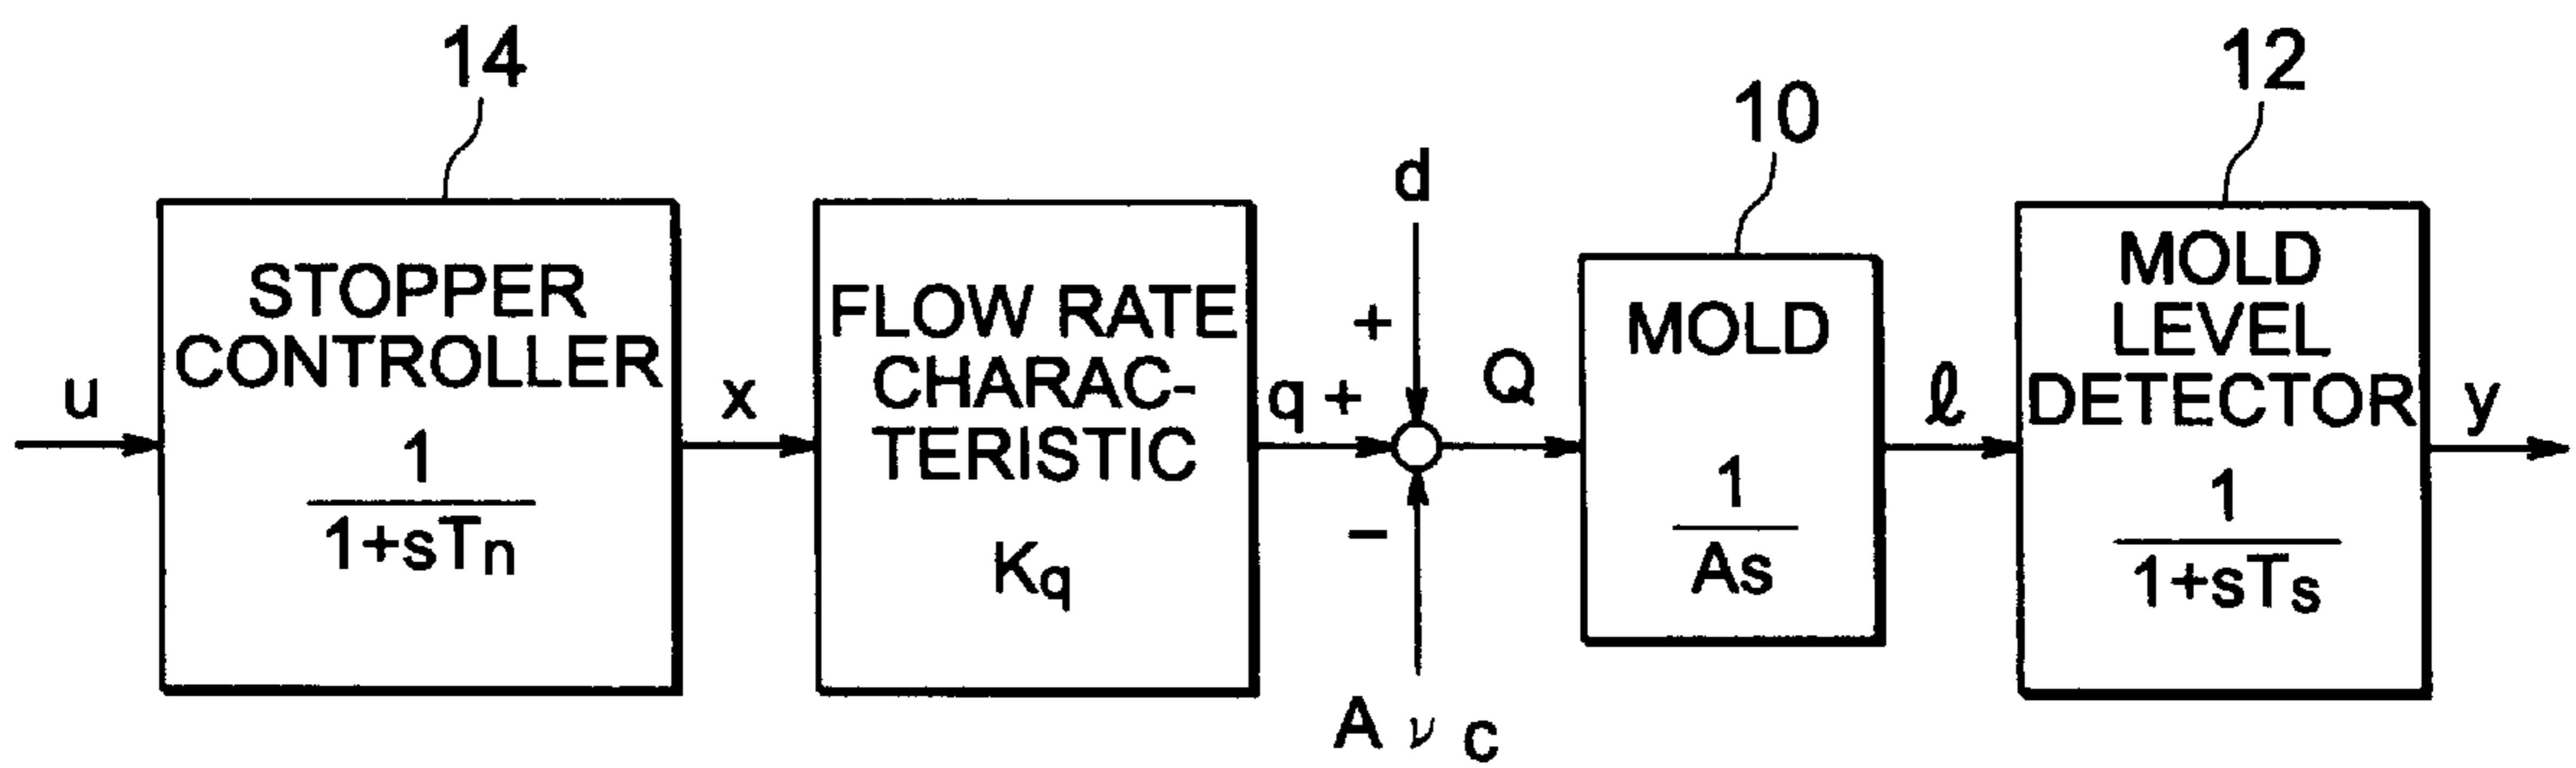 14
10
12
STOPPER
CONTROLLER
1
1+sTn
u
x
FLOW RATE
CHARAC-
TERISTIC
Kq
q
+
d
+
−
Aνc
Q
MOLD
1
As
ℓ
MOLD
LEVEL
DETECTOR
1
1+sTs
y